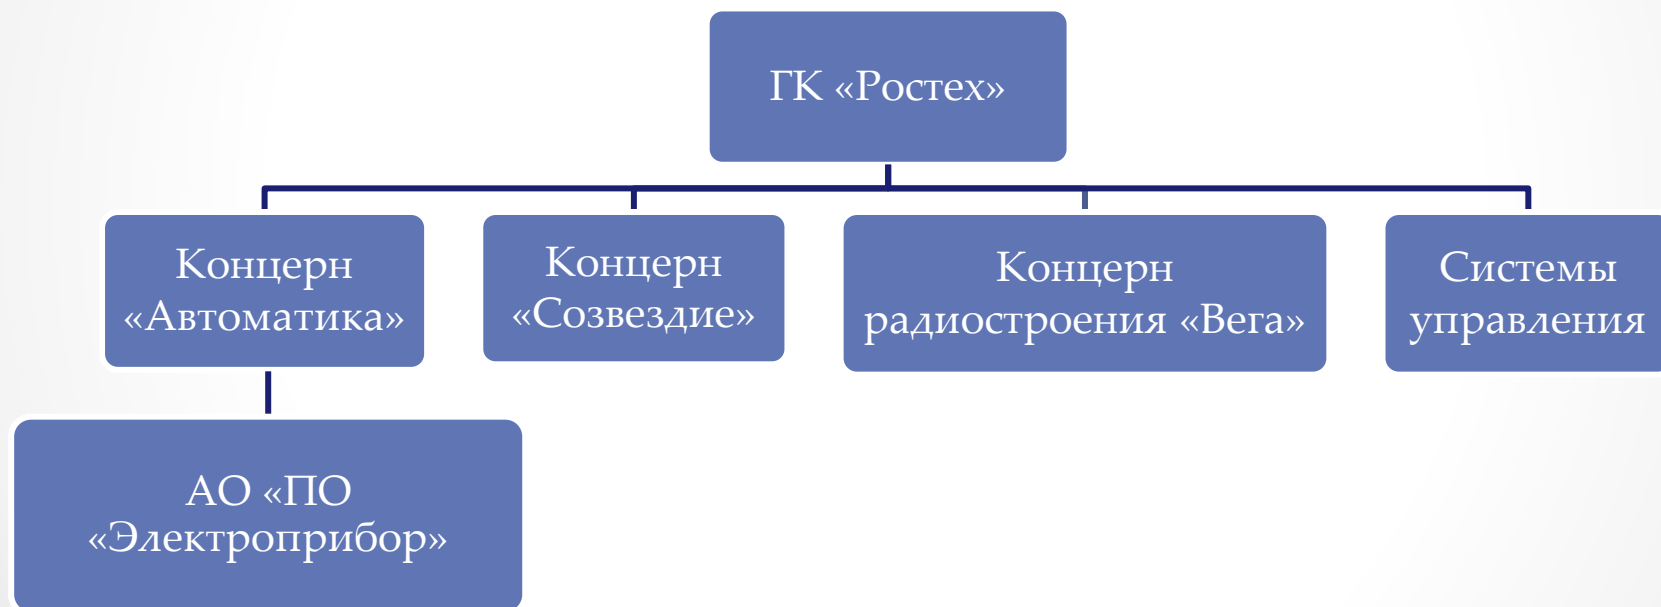 ГК «Ростех»
Концерн
«Автоматика»
Концерн
«Созвездие»
Концерн
радиостроения «Вега»
Системы
управления
АО «ПО
«Электроприбор»